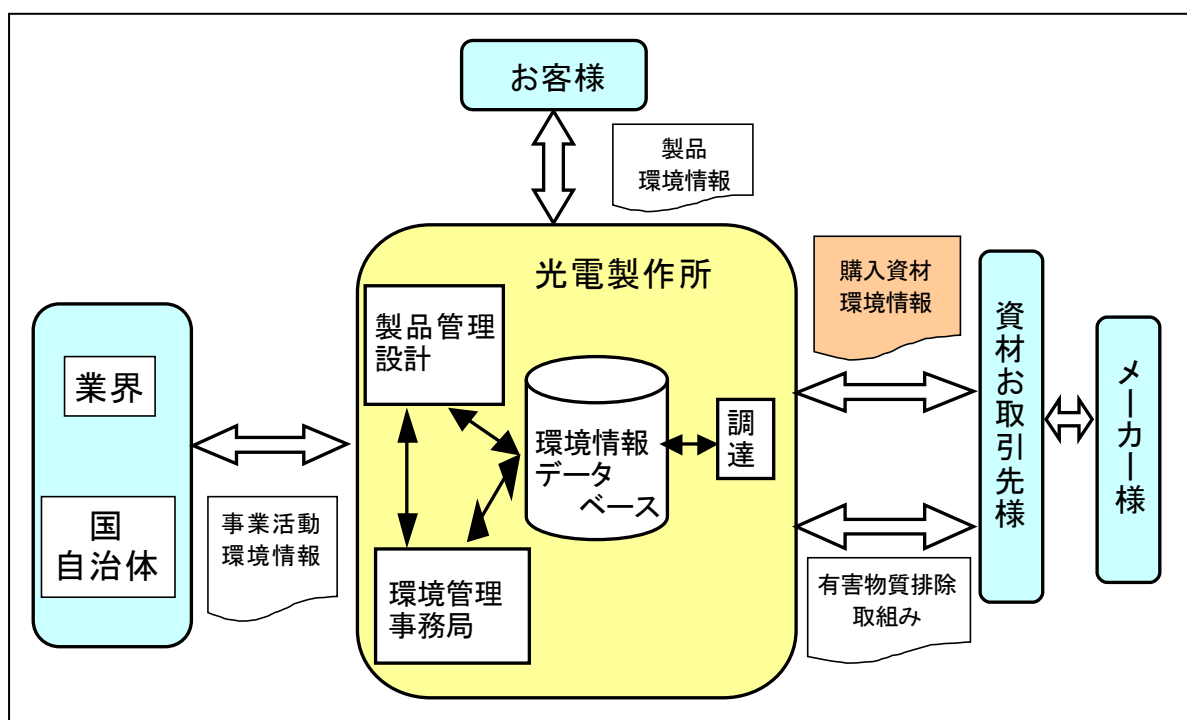 お客様
製品
環境情報
光電製作所
購入資材
環境情報
製品管理
設計
業界
国
自治体
事業活動
環境情報
環境情報
データ
ベース
調
達
環境管理
事務局
有害物質排除
取組み
資材お取引先様
メーカー様